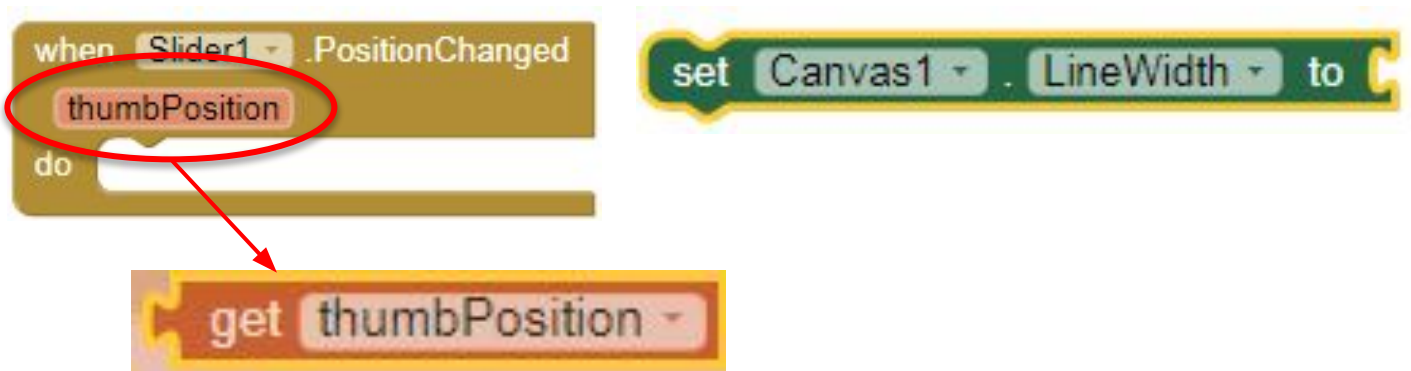 when Slider1 .PositionChanged
thumbPosition
do
set Canvas1 . LineWidth to
get thumbPosition